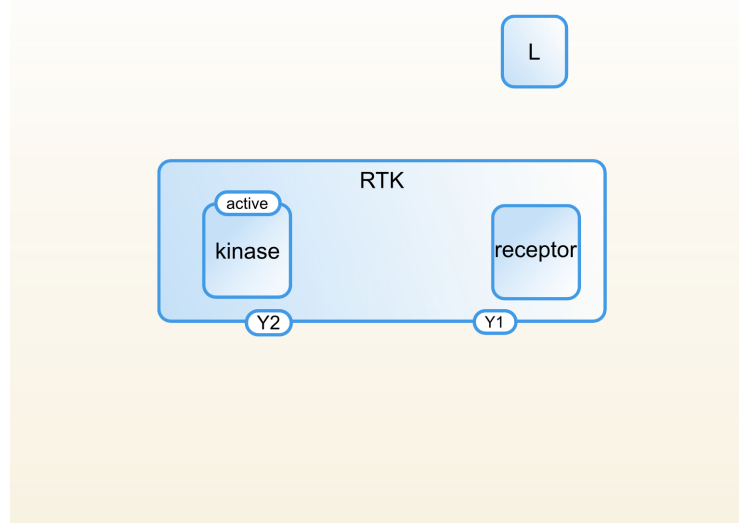 L
RTK
active
kinase
receptor
Y2
Y1